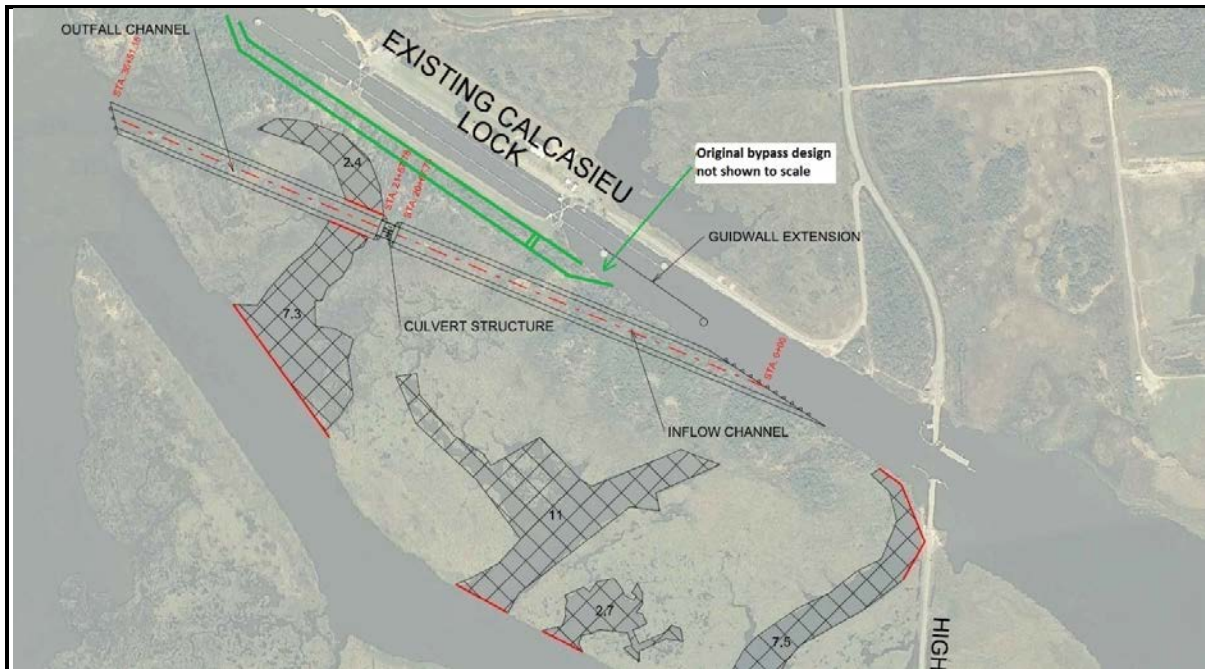 OUTFALL CHANNEL
EXISTING CALCASIEU
LOCK
Original bypass design
not shown to scale
2.4
GUIDWALL EXTENSION
7.3
CULVERT STRUCTURE
INFLOW CHANNEL
11
2.7
7.5
HIGH